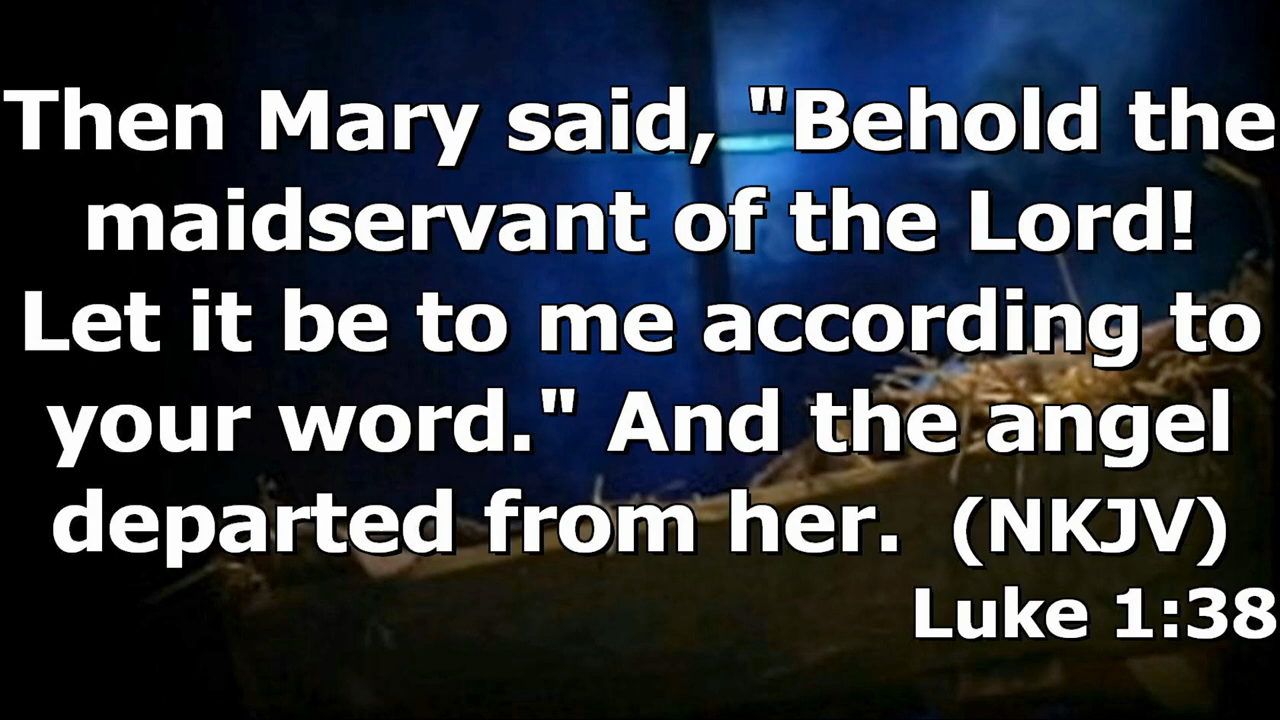 Then Mary said, "Behold the
maidservant of the Lord!
Let it be to me according to
your word." And the angel
departed from her.  (NKJV)
Luke 1:38